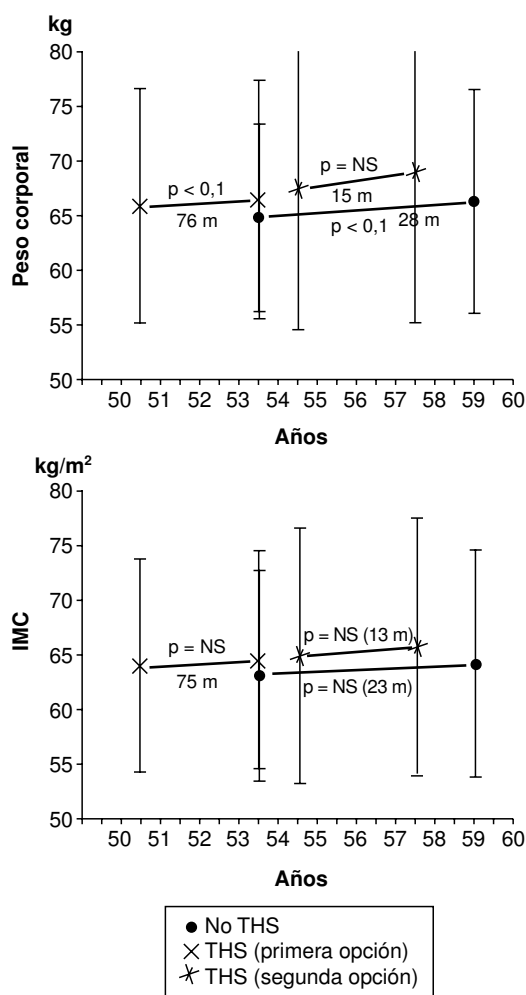 kg
80
75
70
65
60
55
50
Peso corporal
p < 0,1
76 m
p = NS
15 m
p < 0,1
28 m
50 51 52 53 54 55 56 57 58 59 60
Años
kg/m²
80
75
70
65
60
55
50
IMC
p = NS
75 m
p = NS (13 m)
p = NS (23 m)
50 51 52 53 54 55 56 57 58 59 60
Años
No THS
THS (primera opción)
THS (segunda opción)